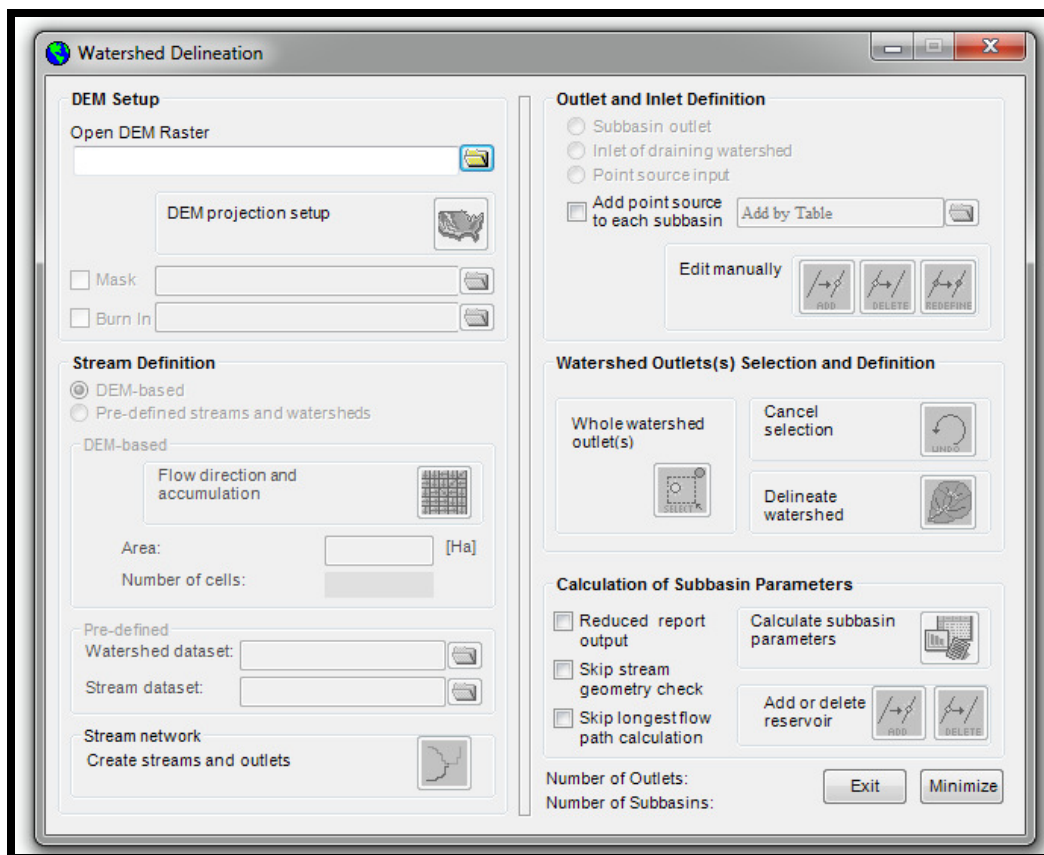 Watershed Delineation
DEM Setup
Open DEM Raster
DEM projection setup
Mask
Burn In
Stream Definition
DEM-based
Pre-defined streams and watersheds
DEM-based
Flow direction and
accumulation
Area:
[Ha]
Number of cells:
Pre-defined
Watershed dataset:
Stream dataset:
Stream network
Create streams and outlets
Outlet and Inlet Definition
Subbasin outlet
Inlet of draining watershed
Point source input
Add point source
to each subbasin
Add by Table
Edit manually
ADD
DELETE
REDEFINE
Watershed Outlets(s) Selection and Definition
Whole watershed
outlet(s)
SELECT
Cancel
selection
UNDO
Delineate
watershed
Calculation of Subbasin Parameters
Reduced report
output
Skip stream
geometry check
Skip longest flow
path calculation
Calculate subbasin
parameters
Add or delete
reservoir
ADD
DELETE
Number of Outlets:
Number of Subbasins:
Exit
Minimize